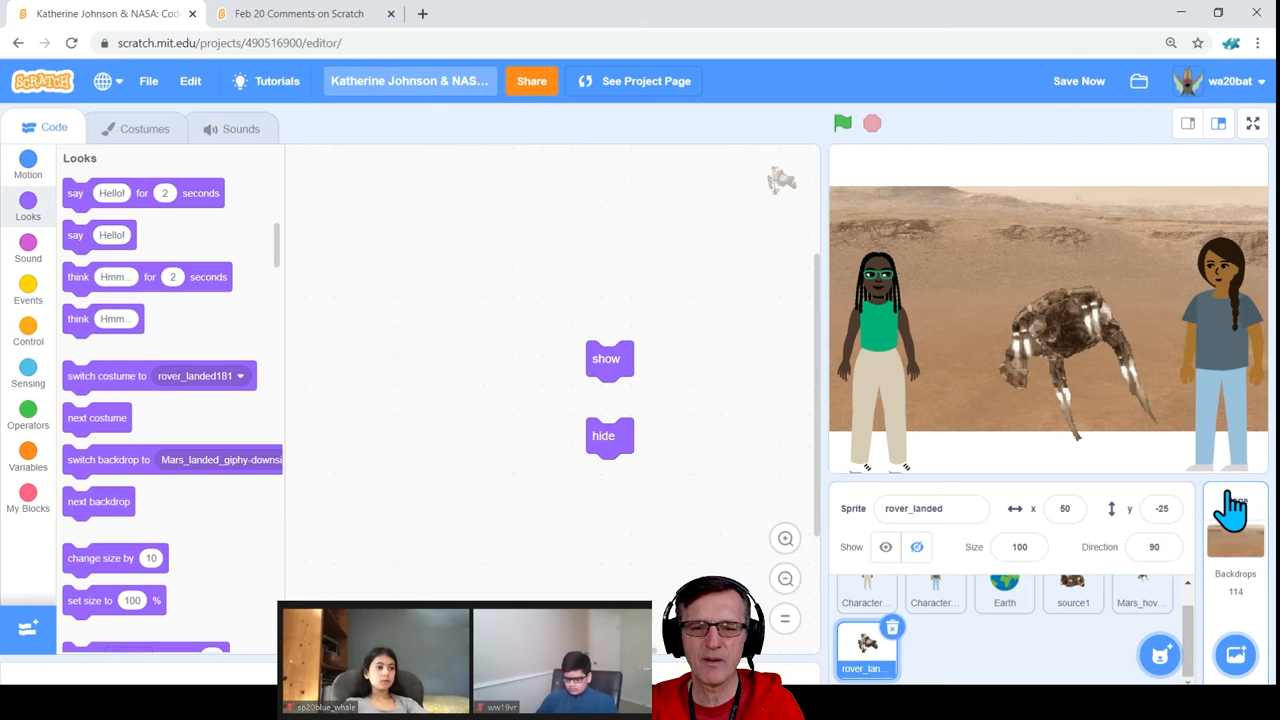 Katherine Johnson & NASA: Cod
Feb 20 Comments on Scratch
scratch.mit.edu/projects/490516900/editor/
SCRATCH
File
Edit
Tutorials
Katherine Johnson & NAS...
Share
See Project Page
Save Now
wa20bat
Code
Costumes
Sounds
Motion
Looks
Sound
Events
Control
Sensing
Operators
Variables
My Blocks
Looks
say Hello! for 2 seconds
say Hello!
think Hmm... for 2 seconds
think Hmm...
switch costume to rover_landed181
next costume
switch backdrop to Mars_landed_giphy-downsi
next backdrop
change size by 10
set size to 100 %
show
hide
Sprite rover_landed x 50 y -25
Show Size 100 Direction 90
Character...
Character...
Earth
source1
Mars_hov...
rover_lan...
Backdrops
114
sp20blue_whale
ww19vr